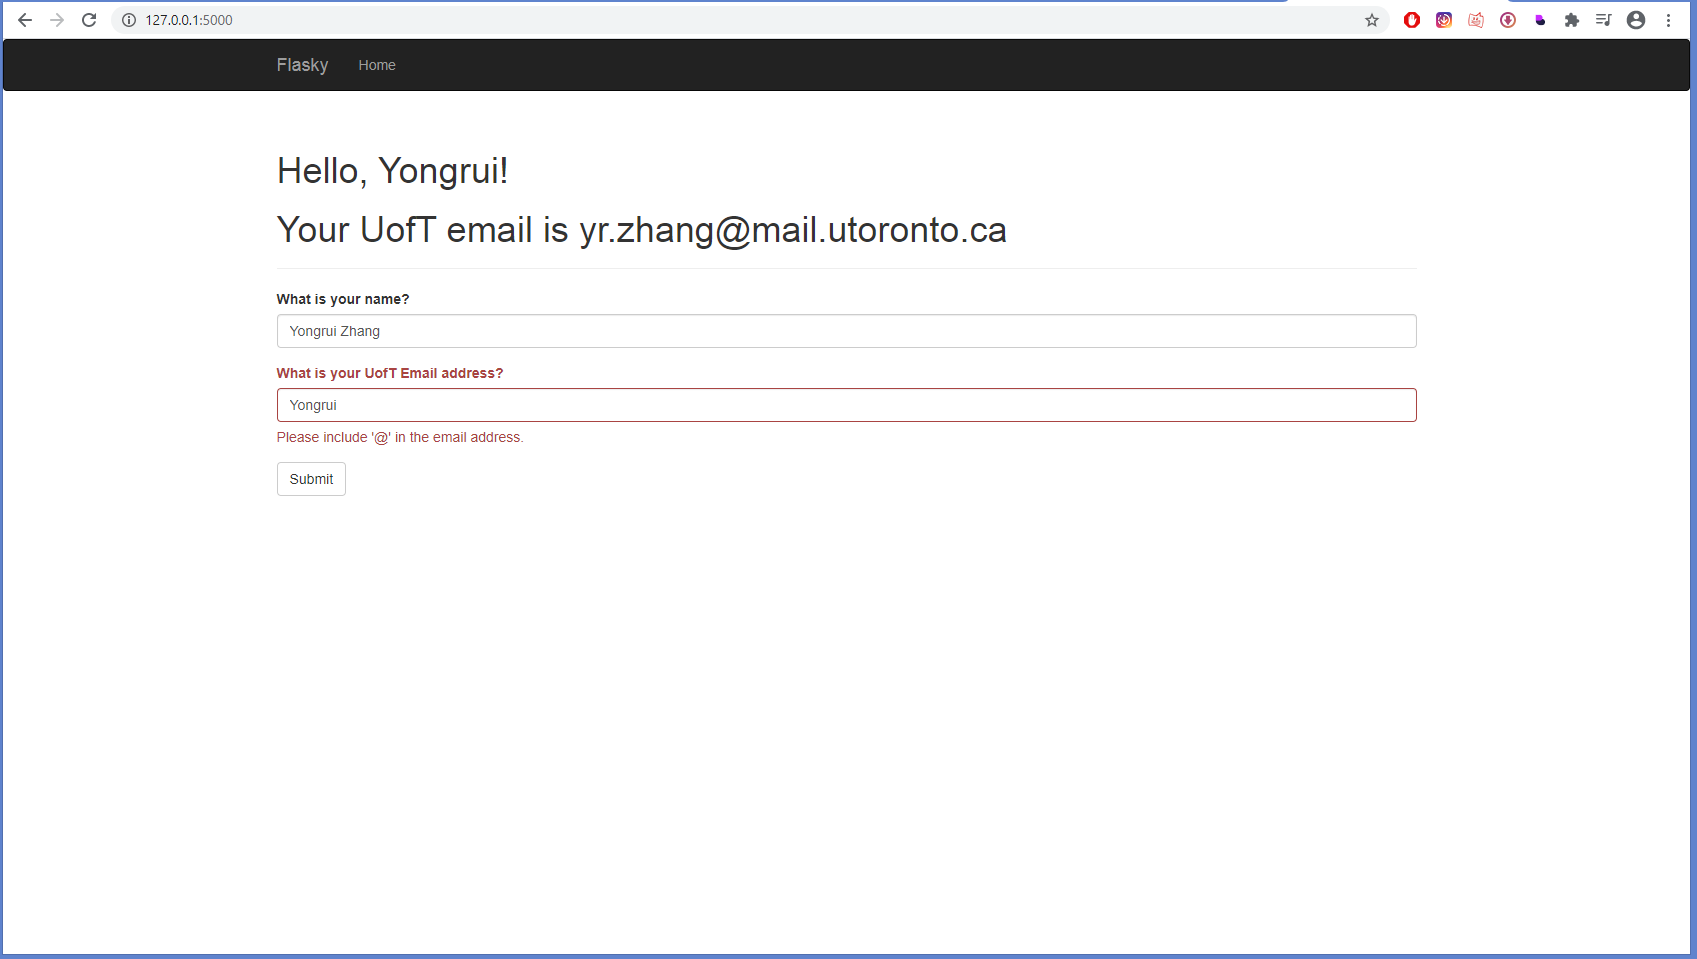 127.0.0.1:5000
Flasky Home
Hello, Yongrui!
Your UofT email is yr.zhang@mail.utoronto.ca
What is your name?
Yongrui Zhang
What is your UofT Email address?
Yongrui
Please include '@' in the email address.
Submit